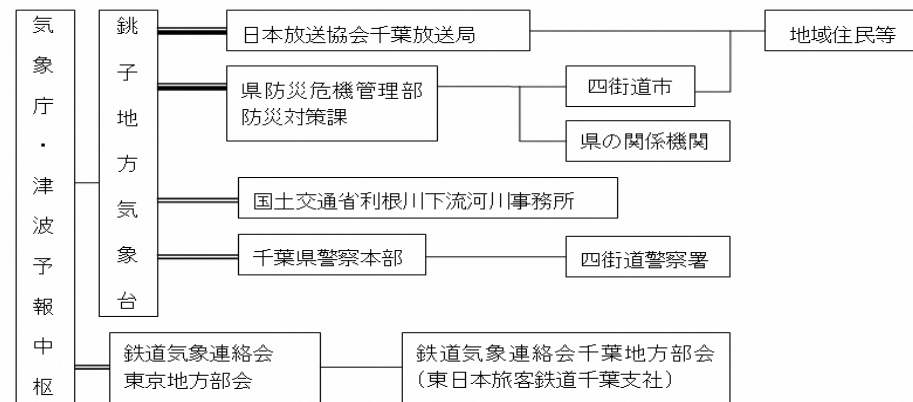 気象庁・津波予報中枢
銚子地方気象台
日本放送協会千葉放送局
地域住民等
県防災危機管理部
防災対策課
四街道市
県の関係機関
国土交通省利根川下流河川事務所
千葉県警察本部
四街道警察署
鉄道気象連絡会
東京地方部会
鉄道気象連絡会千葉地方部会
（東日本旅客鉄道千葉支社）